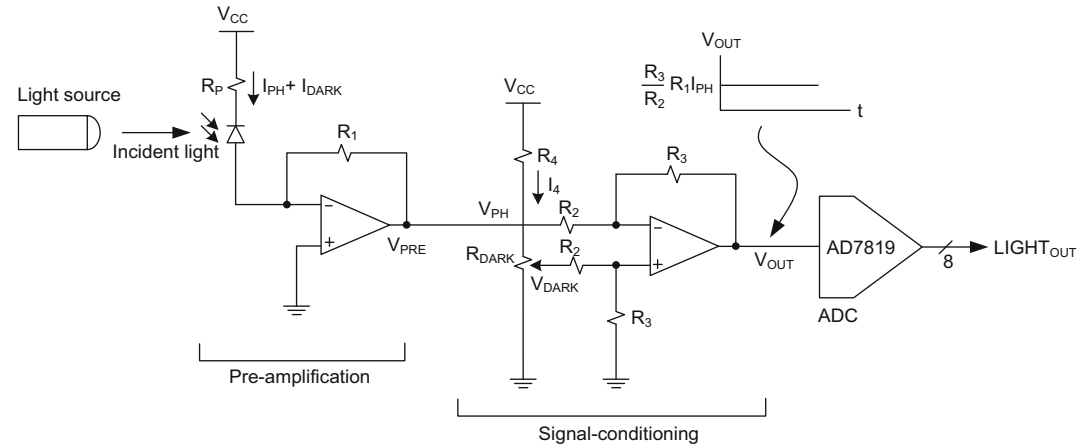 V_CC
R_P
I_PH + I_DARK
Light source
Incident light
R_1
V_PRE
V_CC
R_4
I_4
V_PH
R_2
R_3
R_DARK
R_2
V_DARK
R_3
V_OUT
R_3
R_2
R_1I_PH
t
V_OUT
AD7819
ADC
8
LIGHT_OUT
Pre-amplification
Signal-conditioning